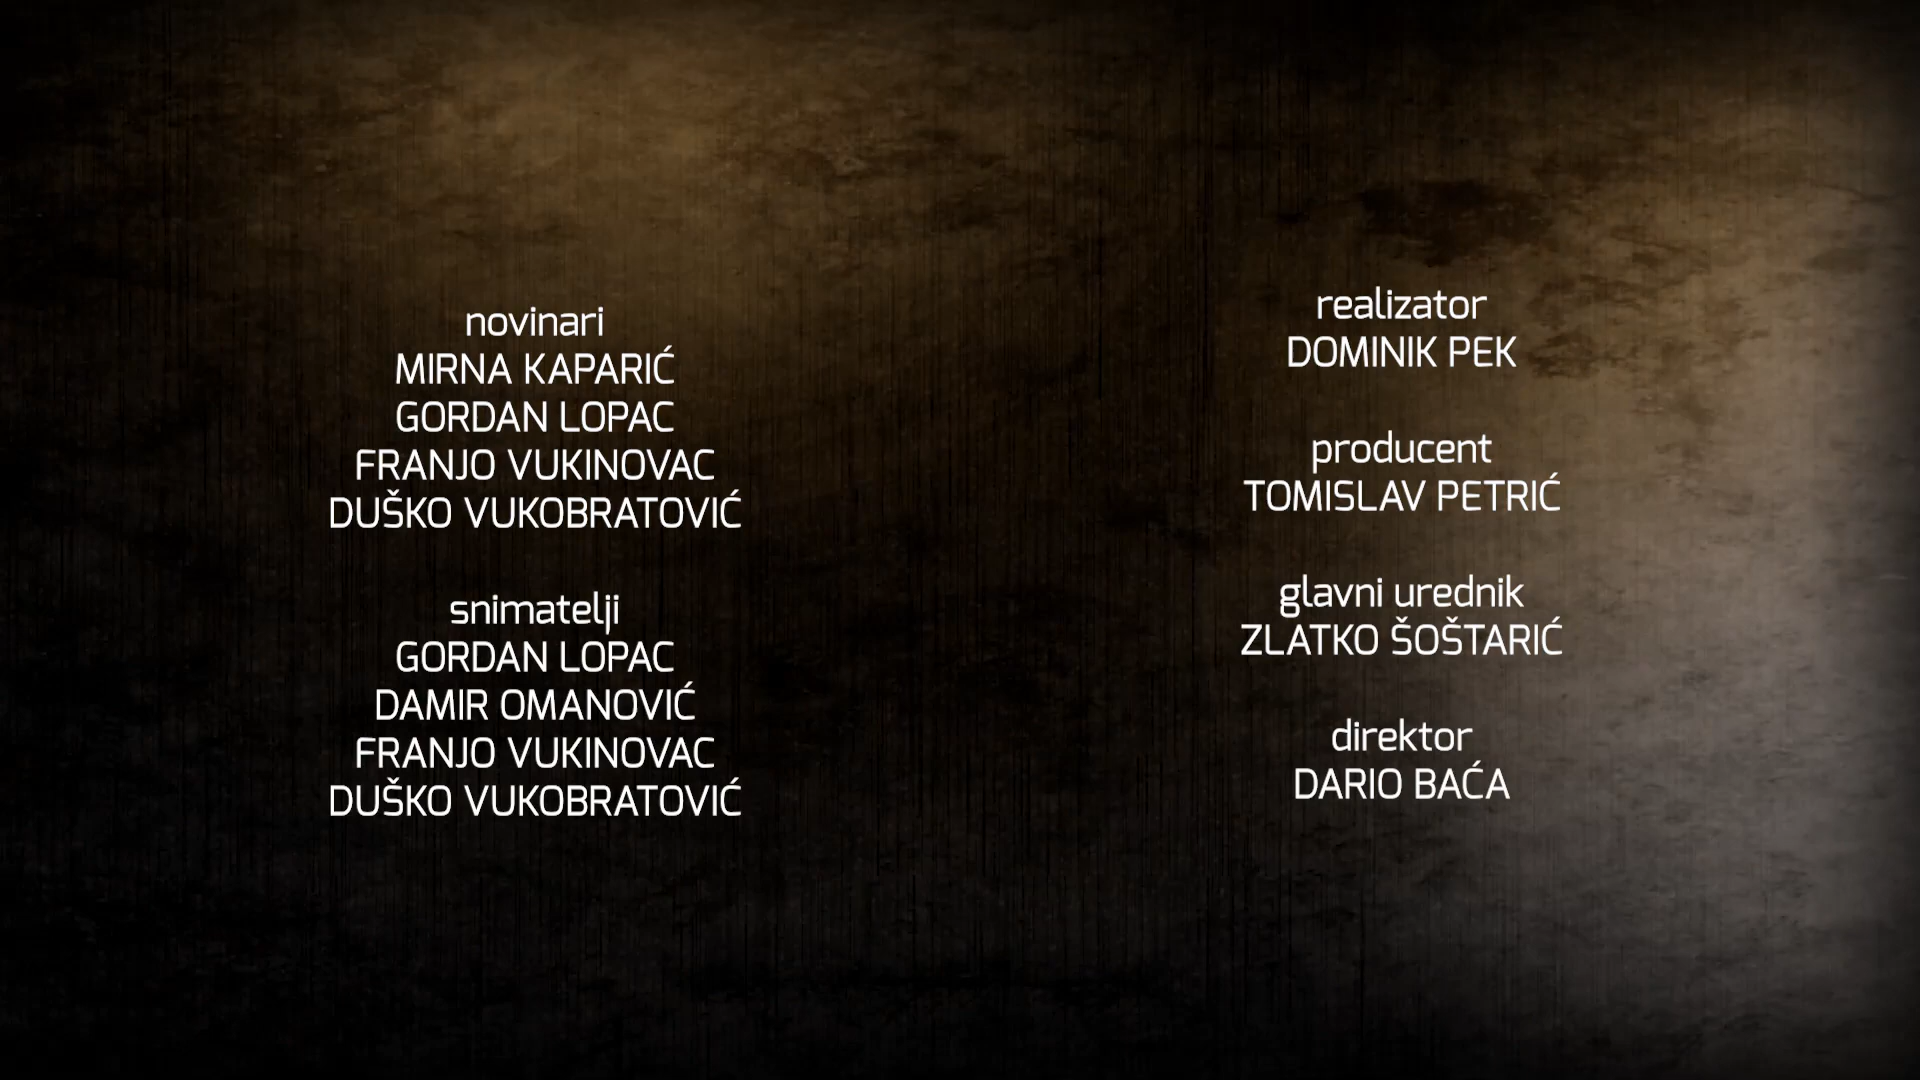 novinari
MIRNA KAPARIĆ
GORDAN LOPAC
FRANJO VUKINOVAC
DUŠKO VUKOBRATOVIĆ
snimatelji
GORDAN LOPAC
DAMIR OMANOVIĆ
FRANJO VUKINOVAC
DUŠKO VUKOBRATOVIĆ
realizator
DOMINIK PEK
producent
TOMISLAV PETRIĆ
glavni urednik
ZLATKO ŠOŠTARIĆ
direktor
DARIO BAĆA